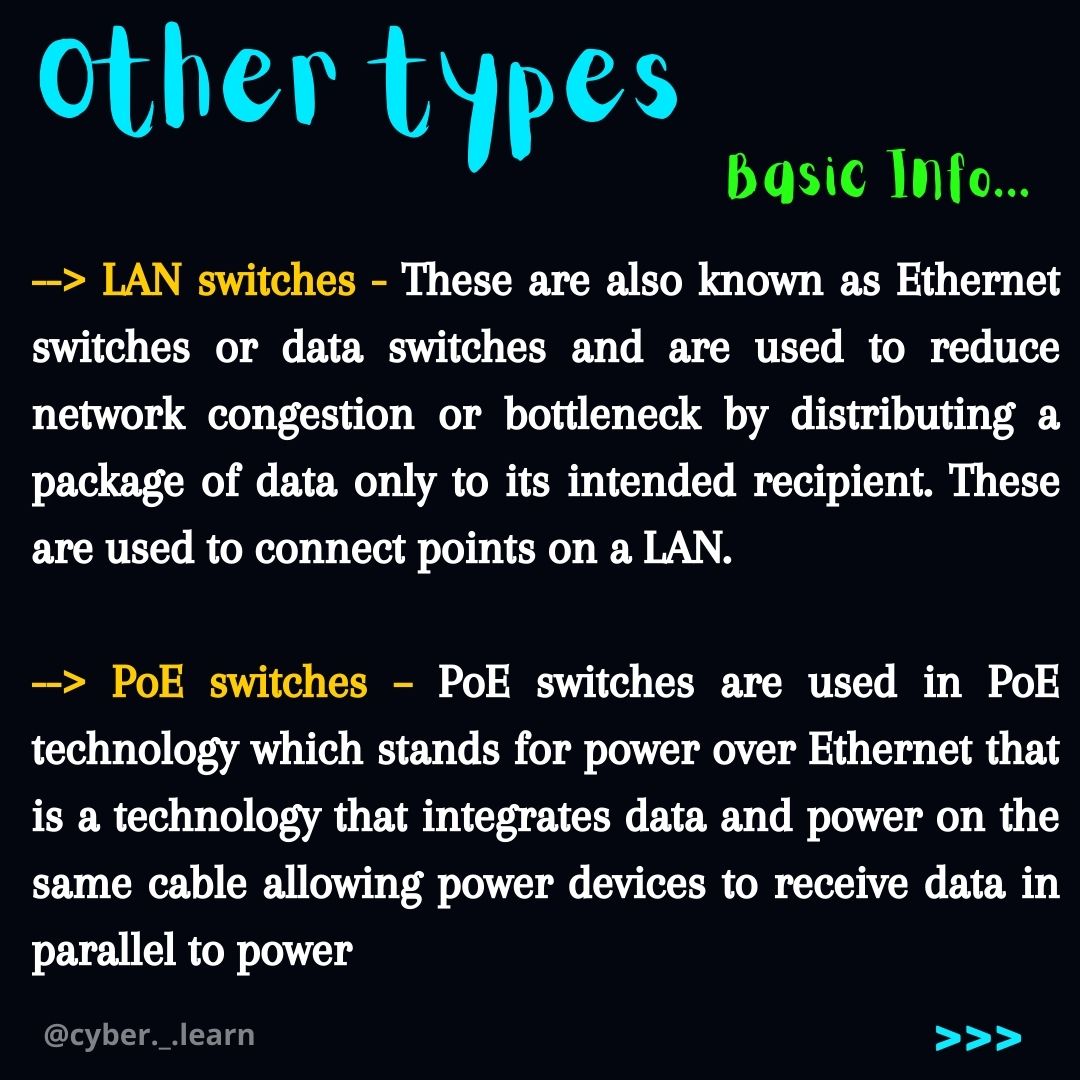 Other types
Basic Info...
--> LAN switches - These are also known as Ethernet
switches or data switches and are used to reduce
network congestion or bottleneck by distributing a
package of data only to its intended recipient. These
are used to connect points on a LAN.
--> PoE switches – PoE switches are used in PoE
technology which stands for power over Ethernet that
is a technology that integrates data and power on the
same cable allowing power devices to receive data in
parallel to power
@cyber._.learn
>>>